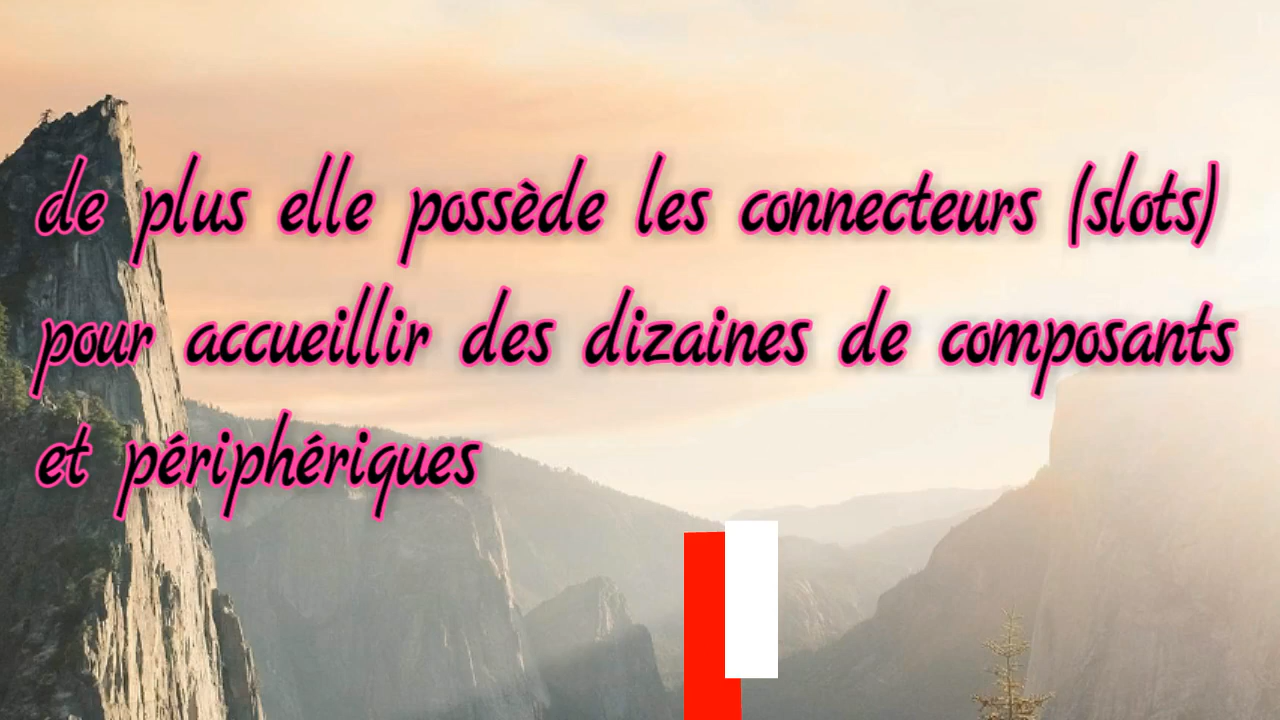 de plus elle possède les connecteurs (slots)
pour accueillir des dizaines de composants
et périphériques